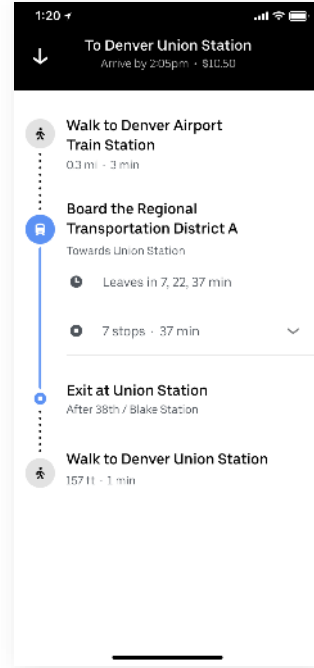 1:20
To Denver Union Station
Arrive by 2:05pm · $10.50
Walk to Denver Airport
Train Station
0.3 mi - 3 min
Board the Regional
Transportation District A
Towards Union Station
Leaves in 7, 22, 37 min
7 stops · 37 min
Exit at Union Station
After 38th / Blake Station
Walk to Denver Union Station
157 ft - 1 min